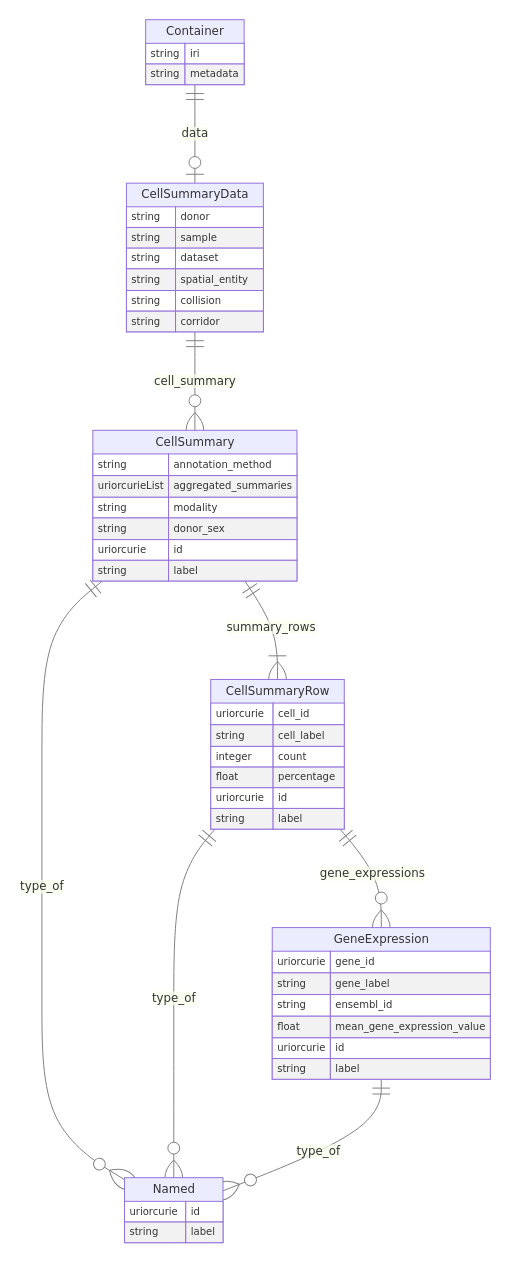 Container
string iri
string metadata
data
CellSummaryData
string donor
string sample
string dataset
string spatial_entity
string collision
string corridor
cell_summary
CellSummary
string annotation_method
uriorcurieList aggregated_summaries
string modality
string donor_sex
uriorcurie id
string label
summary_rows
CellSummaryRow
uriorcurie cell_id
string cell_label
integer count
float percentage
uriorcurie id
string label
gene_expressions
type_of
GeneExpression
uriorcurie gene_id
string gene_label
string ensembl_id
float mean_gene_expression_value
uriorcurie id
string label
type_of
type_of
Named
uriorcurie id
string label